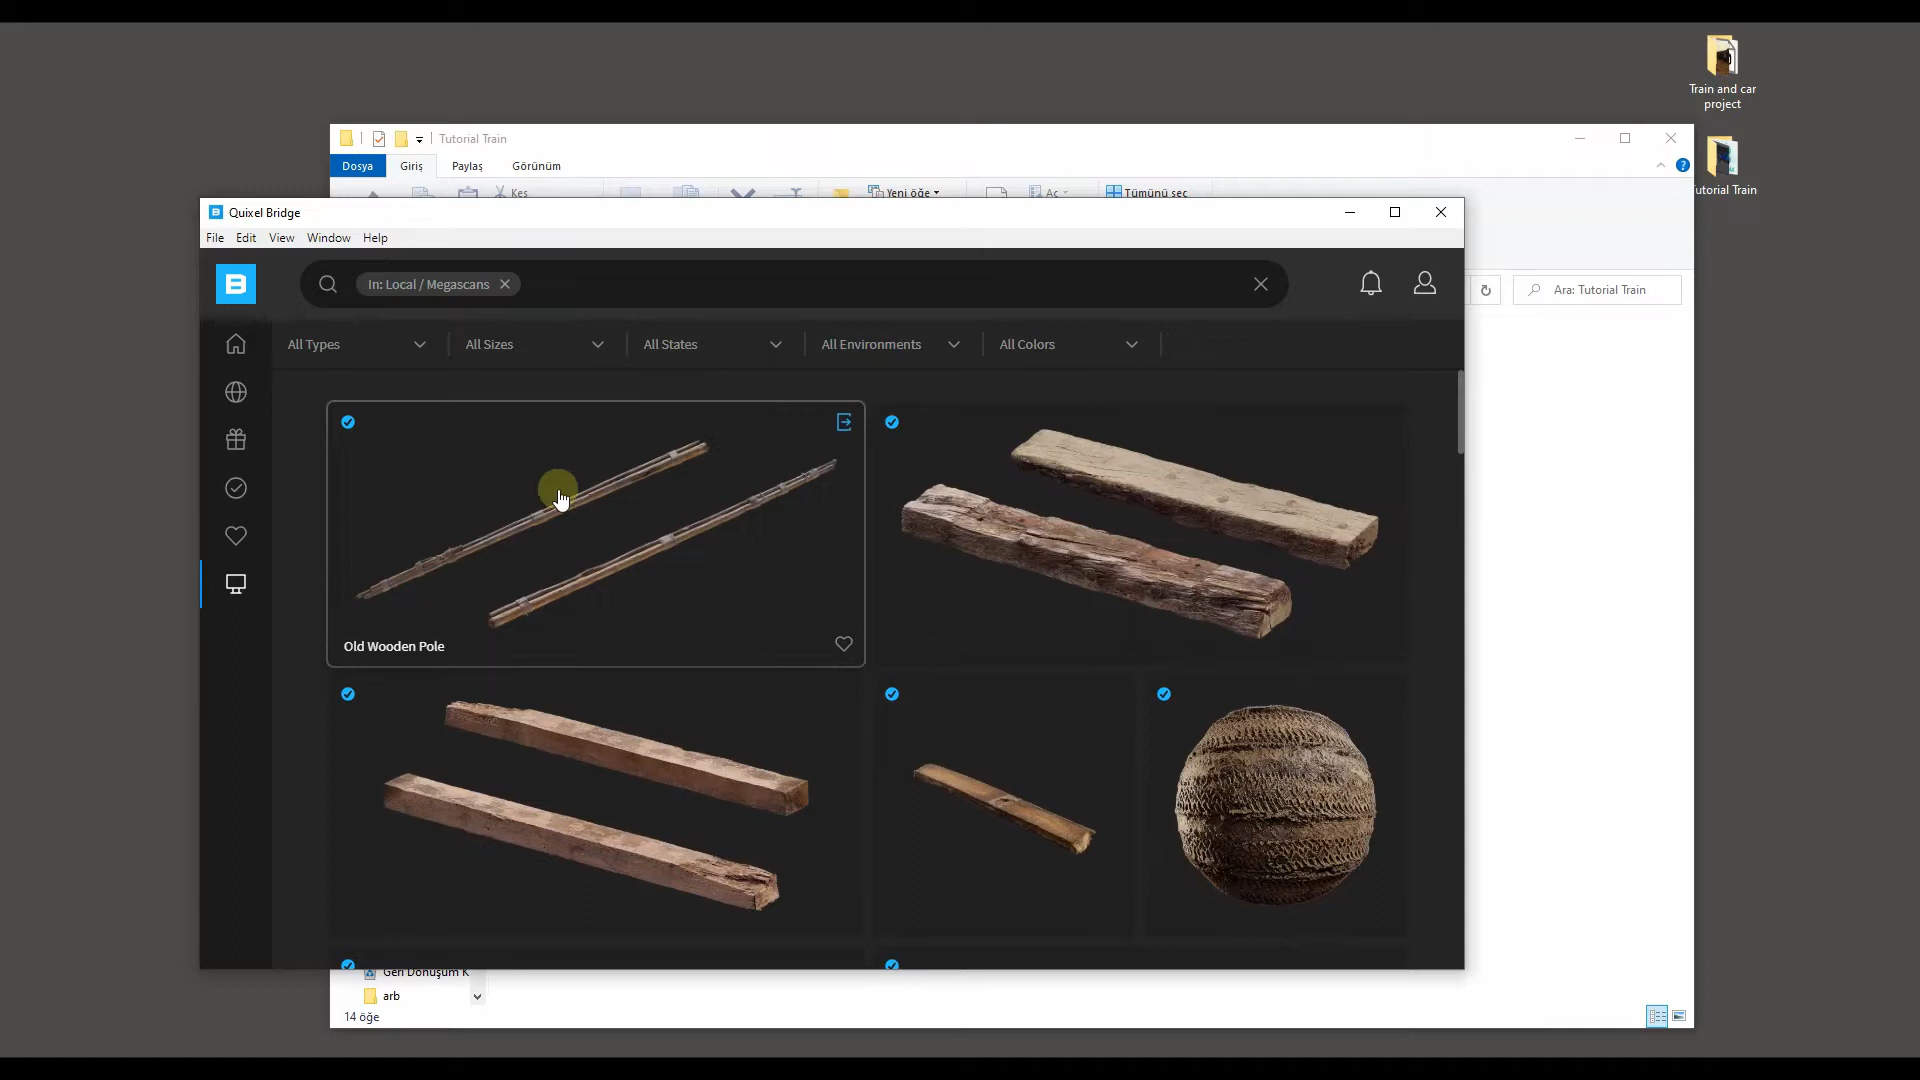 Train and car
project
Tutorial Train
Dosya
Giriş
Paylaş
Görünüm
utorial Train
Kes
Yeni öğe
Aç
Tümünü seç
Quixel Bridge
File
Edit
View
Window
Help
In: Local / Megascans
Ara: Tutorial Train
All Types
All Sizes
All States
All Environments
All Colors
Old Wooden Pole
Geri Dönüşüm K
arb
14 öğe